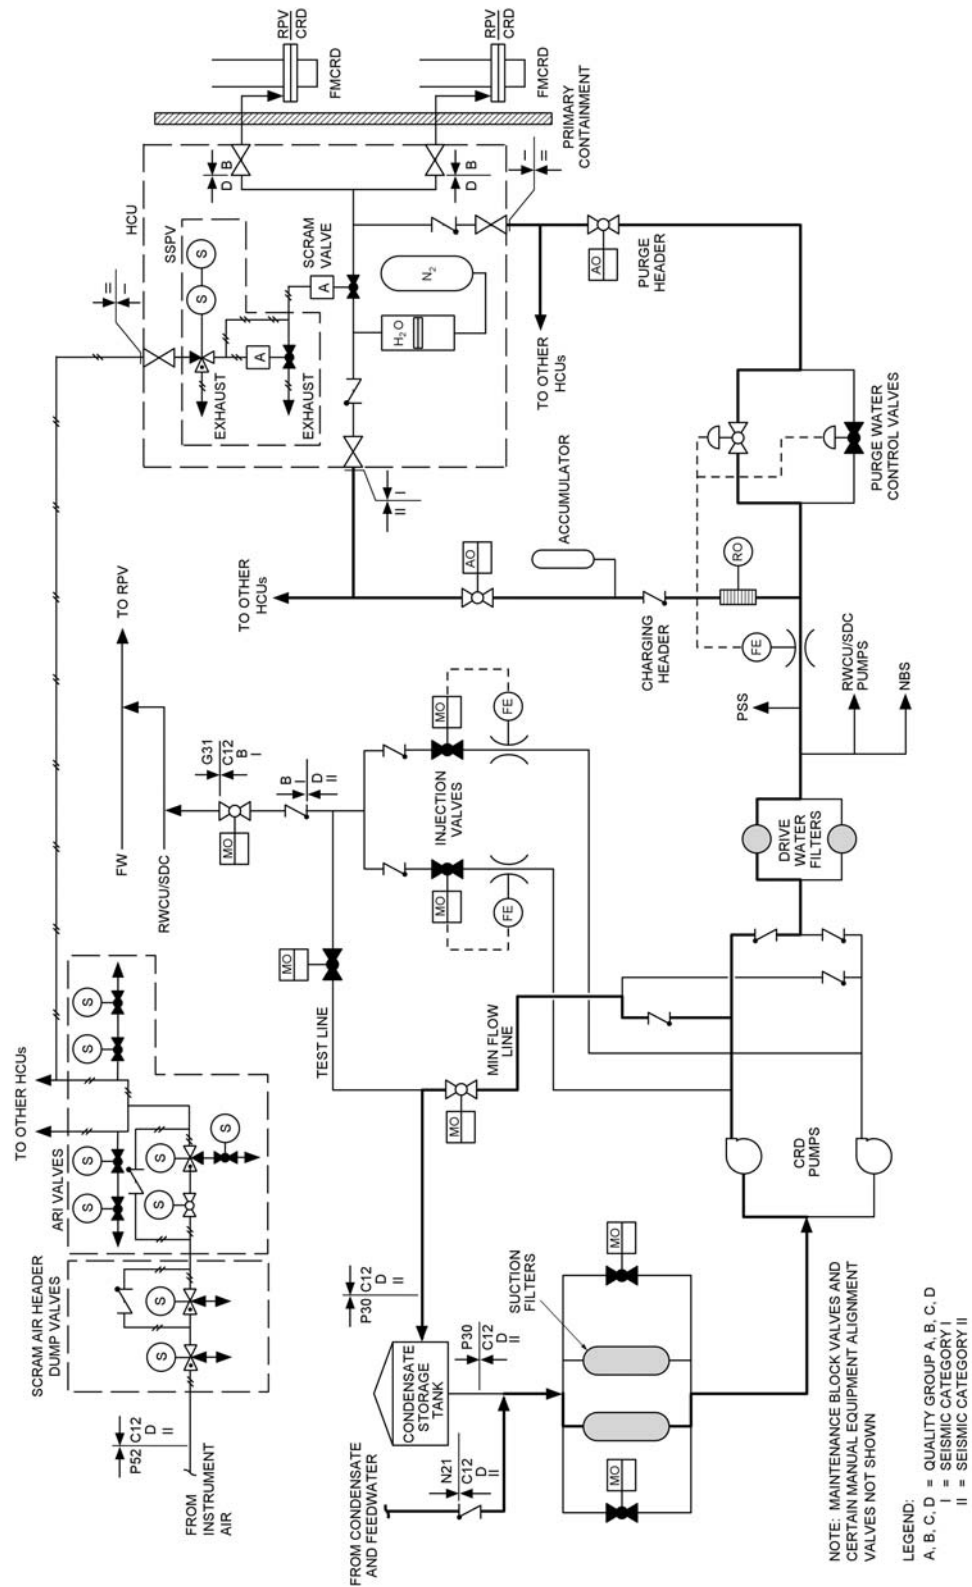 SCRAM AIR HEADER
DUMP VALVES
P52
C12
D
II
FROM
INSTRUMENT
AIR
S
S
ARI VALVES
S
S
S
S
S
S
S
TO OTHER HCUs
FW
TO RPV
RWCU/SDC
G31
C12
B
I
MO
B
I
D
II
MO
TEST LINE
INJECTION
VALVES
MO
FE
MO
FE
MIN FLOW
LINE
MO
II
I
HCU
SSPV
S
S
EXHAUST
A
EXHAUST
SCRAM
VALVE
A
H2O
N2
D
B
D
B
RPV
CRD
FMCRD
RPV
CRD
FMCRD
PRIMARY
CONTAINMENT
I
II
II
I
TO OTHER
HCUs
AO
ACCUMULATOR
CHARGING
HEADER
RO
FE
TO OTHER
HCUs
AO
PURGE
HEADER
PURGE WATER
CONTROL VALVES
PSS
RWCU/SDC
PUMPS
NBS
DRIVE
WATER
FILTERS
CRD
PUMPS
P30
C12
D
II
CONDENSATE
STORAGE
TANK
P30
C12
D
II
FROM CONDENSATE
AND FEEDWATER
N21
C12
D
II
SUCTION
FILTERS
MO
MO
NOTE: MAINTENANCE BLOCK VALVES AND
CERTAIN MANUAL EQUIPMENT ALIGNMENT
VALVES NOT SHOWN
LEGEND:
A, B, C, D = QUALITY GROUP A, B, C, D
I = SEISMIC CATEGORY I
II = SEISMIC CATEGORY II